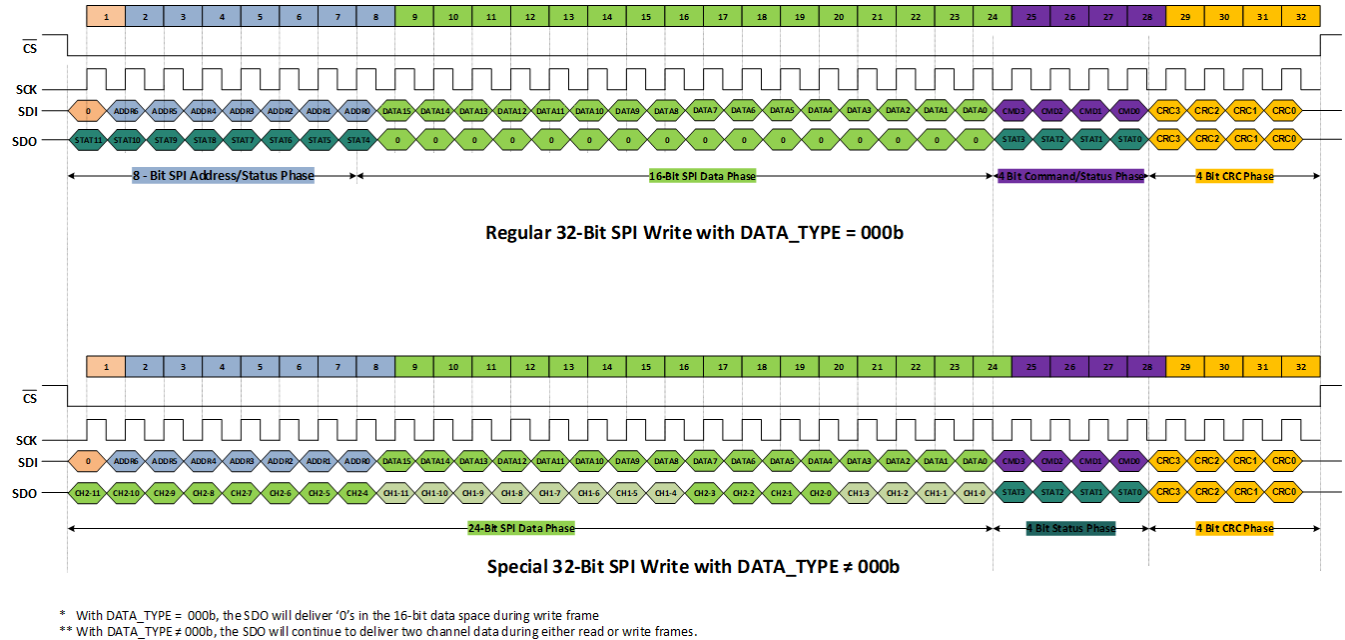 1 2 3 4 5 6 7 8 9 10 11 12 13 14 15 16 17 18 19 20 21 22 23 24 25 26 27 28 29 30 31 32
CS
SCK
SDI 0 ADDR6 ADDR5 ADDR4 ADDR3 ADDR2 ADDR1 ADDR0 DATA15 DATA14 DATA13 DATA12 DATA11 DATA10 DATA9 DATA8 DATA7 DATA6 DATA5 DATA4 DATA3 DATA2 DATA1 DATA0 CMD3 CMD2 CMD1 CMD0 CRC3 CRC2 CRC1 CRC0
SDO STAT11 STAT10 STAT9 STAT8 STAT7 STAT6 STAT5 STAT4 0 0 0 0 0 0 0 0 0 0 0 0 0 0 0 0 STAT3 STAT2 STAT1 STAT0 CRC3 CRC2 CRC1 CRC0
8 - Bit SPI Address/Status Phase 16-Bit SPI Data Phase 4 Bit Command/Status Phase 4 Bit CRC Phase
Regular 32-Bit SPI Write with DATA_TYPE = 000b
1 2 3 4 5 6 7 8 9 10 11 12 13 14 15 16 17 18 19 20 21 22 23 24 25 26 27 28 29 30 31 32
CS
SCK
SDI 0 ADDR6 ADDR5 ADDR4 ADDR3 ADDR2 ADDR1 ADDR0 DATA15 DATA14 DATA13 DATA12 DATA11 DATA10 DATA9 DATA8 DATA7 DATA6 DATA5 DATA4 DATA3 DATA2 DATA1 DATA0 CMD3 CMD2 CMD1 CMD0 CRC3 CRC2 CRC1 CRC0
SDO CH2-11 CH2-10 CH2-9 CH2-8 CH2-7 CH2-6 CH2-5 CH2-4 CH1-11 CH1-10 CH1-9 CH1-8 CH1-7 CH1-6 CH1-5 CH1-4 CH2-3 CH2-2 CH2-1 CH2-0 CH1-3 CH1-2 CH1-1 CH1-0 STAT3 STAT2 STAT1 STAT0 CRC3 CRC2 CRC1 CRC0
24-Bit SPI Data Phase 4 Bit Status Phase 4 Bit CRC Phase
Special 32-Bit SPI Write with DATA_TYPE ≠ 000b
* With DATA_TYPE = 000b, the SDO will deliver '0's in the 16-bit data space during write frame
** With DATA_TYPE ≠ 000b, the SDO will continue to deliver two channel data during either read or write frames.